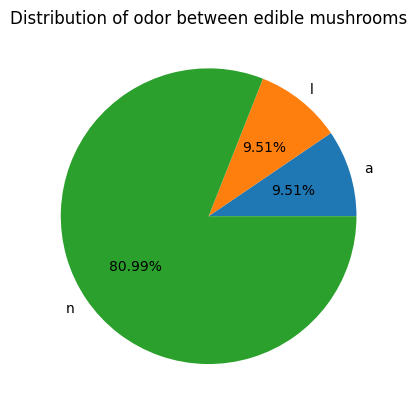 Distribution of odor between edible mushrooms
l
9.51%
a
9.51%
80.99%
n